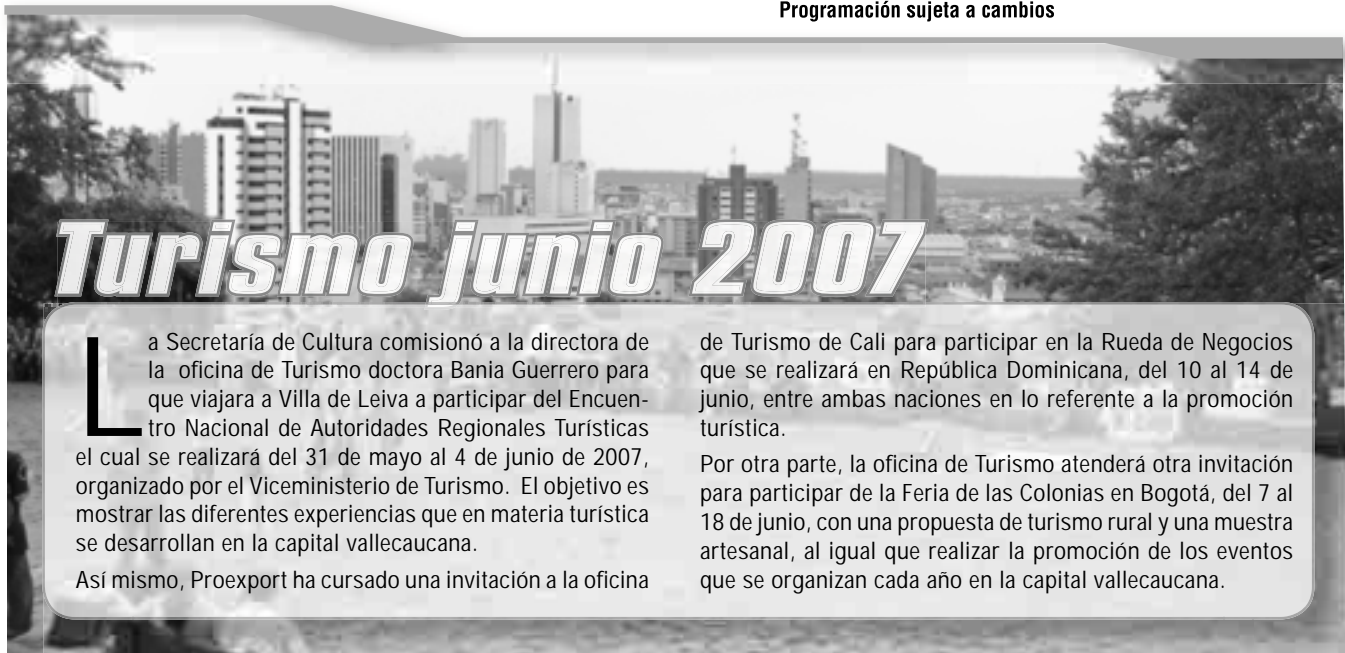 Programación sujeta a cambios
Turismo junio 2007
La Secretaría de Cultura comisionó a la directora de
la oficina de Turismo doctora Bania Guerrero para
que viajara a Villa de Leiva a participar del Encuen-
tro Nacional de Autoridades Regionales Turísticas
el cual se realizará del 31 de mayo al 4 de junio de 2007,
organizado por el Viceministerio de Turismo. El objetivo es
mostrar las diferentes experiencias que en materia turística
se desarrollan en la capital vallecaucana.
Así mismo, Proexport ha cursado una invitación a la oficina
de Turismo de Cali para participar en la Rueda de Negocios
que se realizará en República Dominicana, del 10 al 14 de
junio, entre ambas naciones en lo referente a la promoción
turística.
Por otra parte, la oficina de Turismo atenderá otra invitación
para participar de la Feria de las Colonias en Bogotá, del 7 al
18 de junio, con una propuesta de turismo rural y una muestra
artesanal, al igual que realizar la promoción de los eventos
que se organizan cada año en la capital vallecaucana.